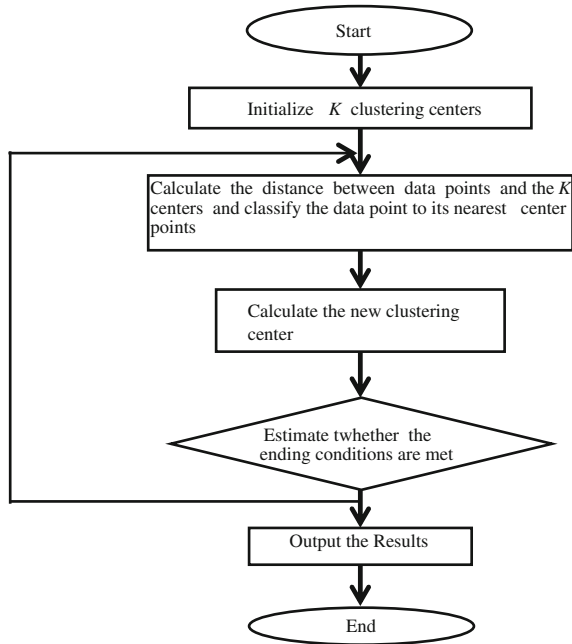 Start
Initialize K clustering centers
Calculate the distance between data points and the K
centers and classify the data point to its nearest center
points
Calculate the new clustering
center
Estimate twhether the
ending conditions are met
Output the Results
End